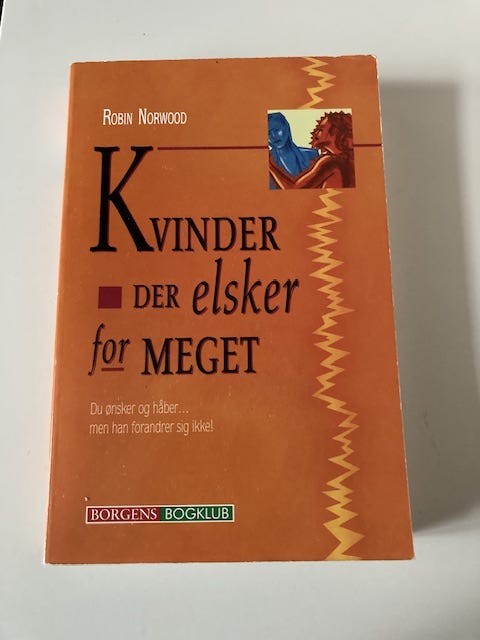 Robin Norwood
Kvinder
der elsker
for meget
Du ønsker og håber...
men han forandrer sig ikke!
BORGENS BOGKLUB